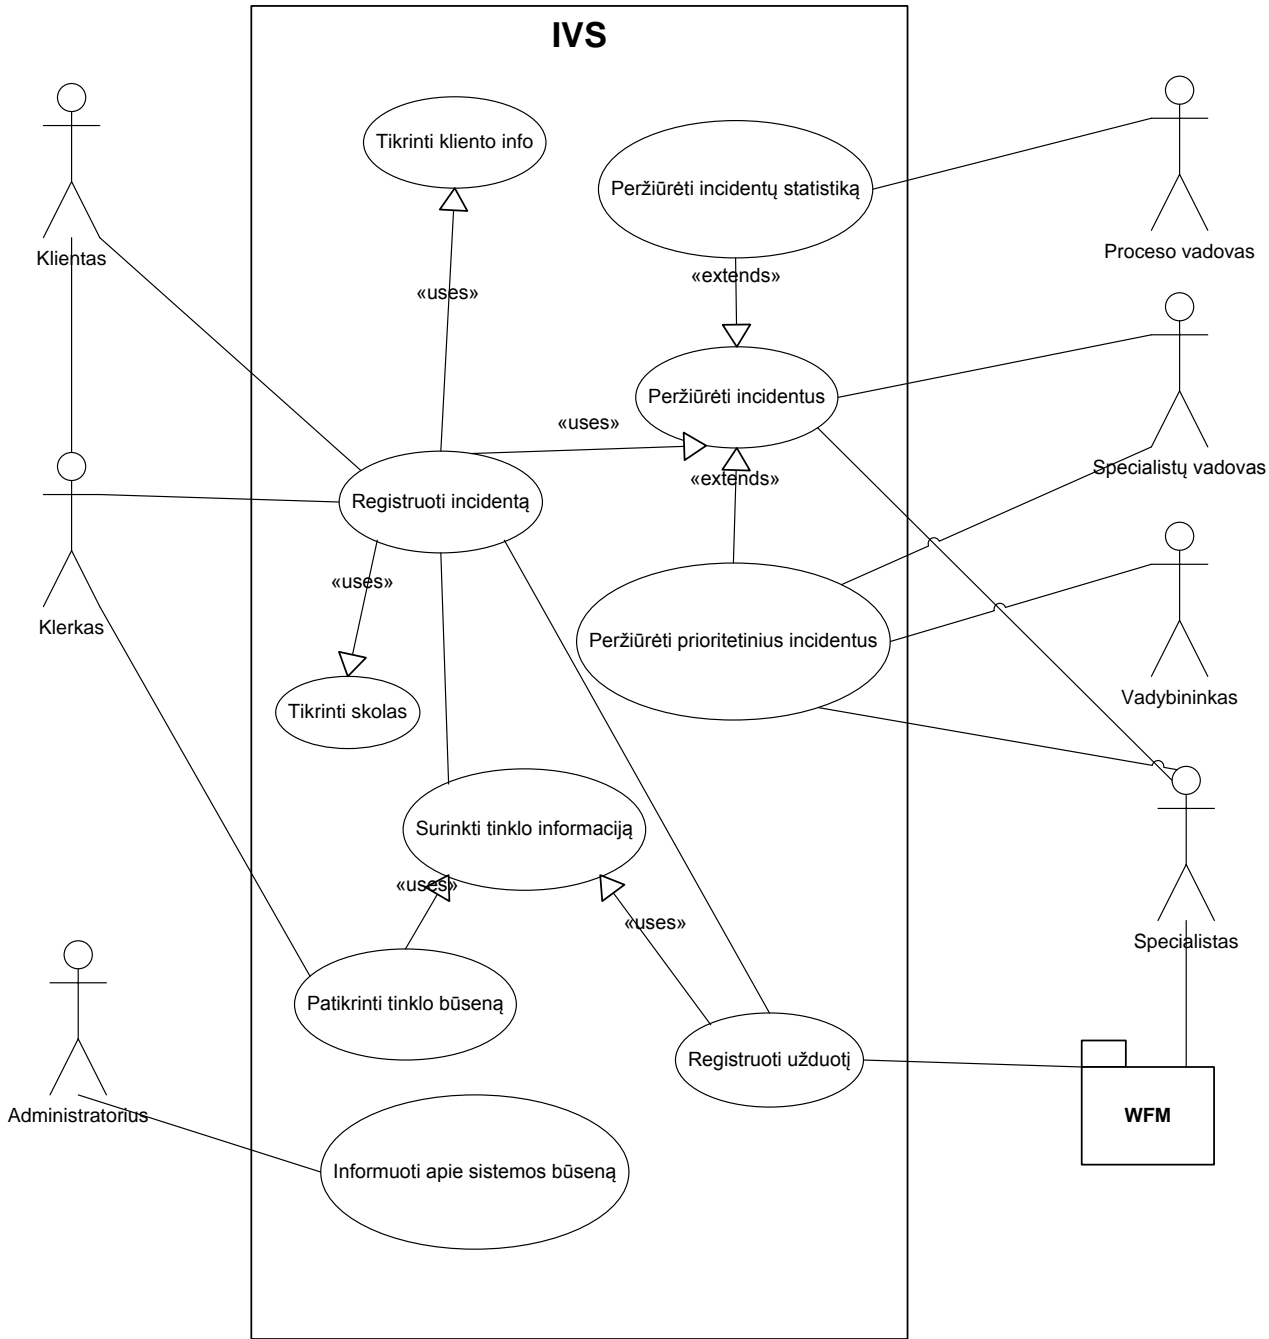 IVS
Tikrinti kliento info
Peržiūrėti incidentų statistiką
Klientas
Proceso vadovas
«extends»
«uses»
Peržiūrėti incidentus
«uses»
Specialistų vadovas
«extends»
Registruoti incidentą
«uses»
Klerkas
Peržiūrėti prioritetinius incidentus
Vadybininkas
Tikrinti skolas
Surinkti tinklo informaciją
«uses»
«uses»
Specialistas
Patikrinti tinklo būseną
Registruoti užduotį
Administratorius
WFM
Informuoti apie sistemos būseną